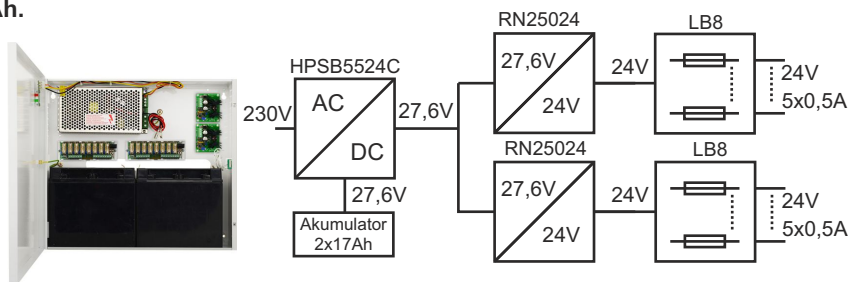 Ah.
RN25024
LB8
HPSB5524C
27,6V
24V
24V
24V
5x0,5A
230V
AC
DC
27,6V
27,6V
Akumulator
2x17Ah
RN25024
LB8
27,6V
24V
24V
24V
5x0,5A